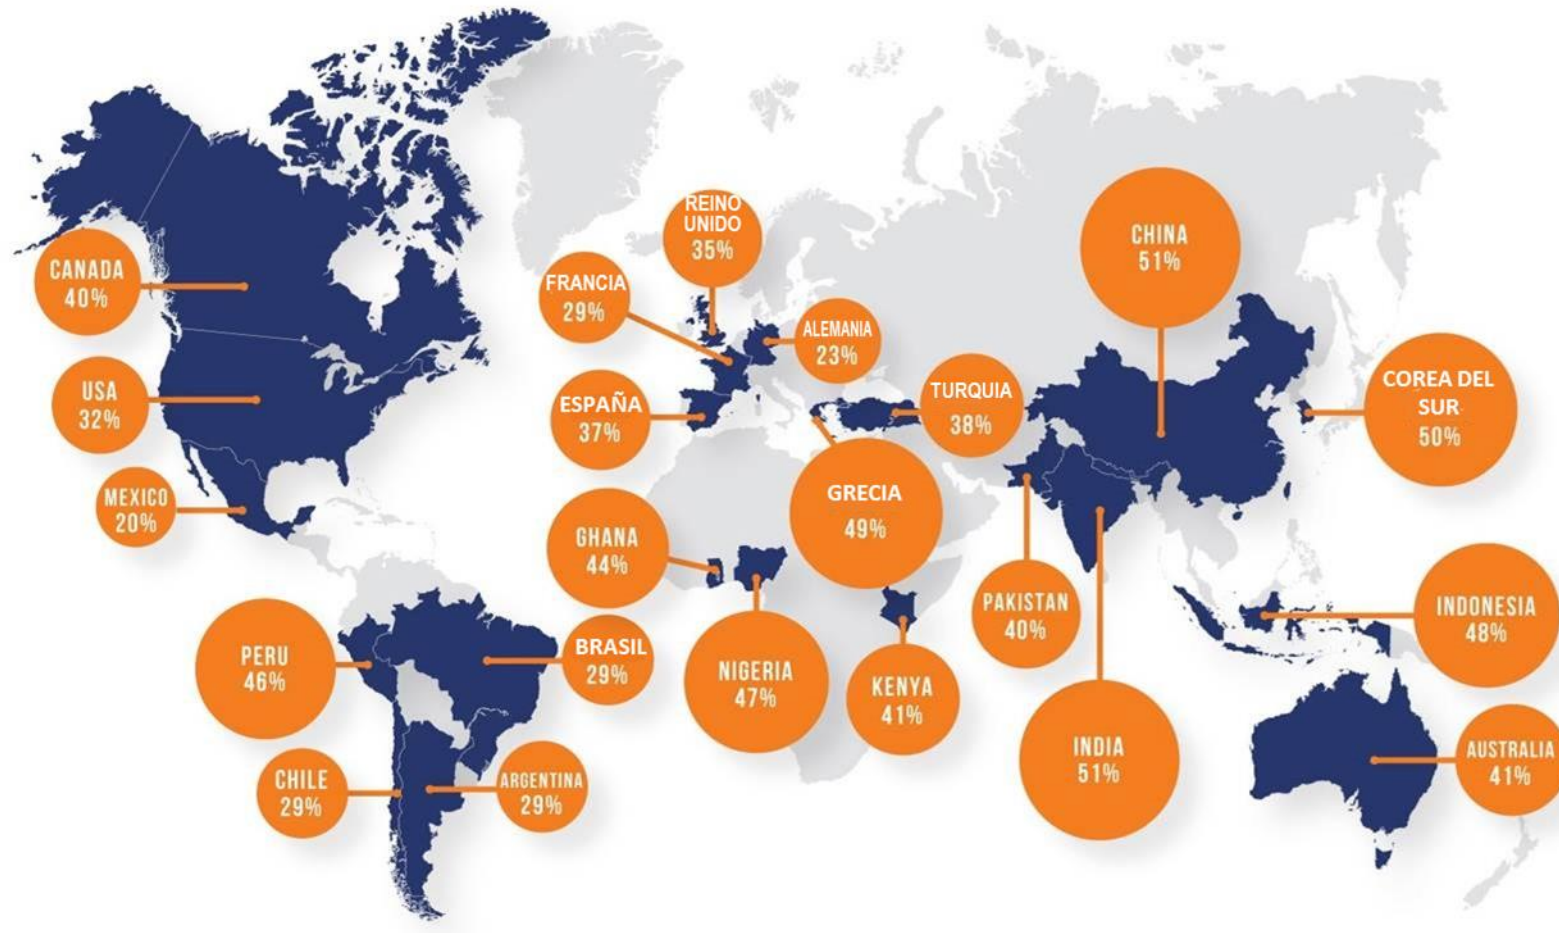 CANADA
40%
USA
32%
MEXICO
20%
PERU
46%
CHILE
29%
ARGENTINA
29%
BRASIL
29%
REINO
UNIDO
35%
FRANCIA
29%
ALEMANIA
23%
ESPAÑA
37%
TURQUIA
38%
GRECIA
49%
GHANA
44%
NIGERIA
47%
KENYA
41%
CHINA
51%
COREA DEL
SUR
50%
PAKISTAN
40%
INDIA
51%
INDONESIA
48%
AUSTRALIA
41%